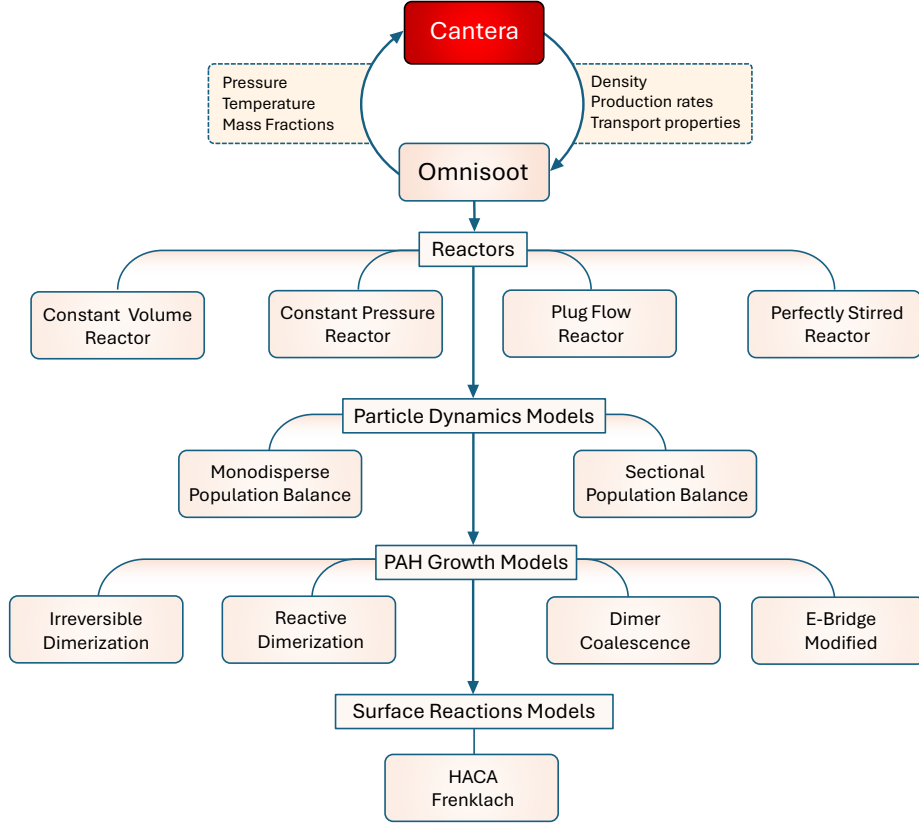 Cantera
Pressure
Temperature
Mass Fractions
Density
Production rates
Transport properties
Omnisoot
Reactors
Constant Volume
Reactor
Constant Pressure
Reactor
Plug Flow
Reactor
Perfectly Stirred
Reactor
Particle Dynamics Models
Monodisperse
Population Balance
Sectional
Population Balance
PAH Growth Models
Irreversible
Dimerization
Reactive
Dimerization
Dimer
Coalescence
E-Bridge
Modified
Surface Reactions Models
HACA
Frenklach